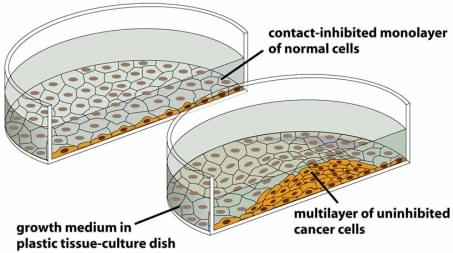 contact-inhibited monolayer
of normal cells
growth medium in
plastic tissue-culture dish
multilayer of uninhibited
cancer cells